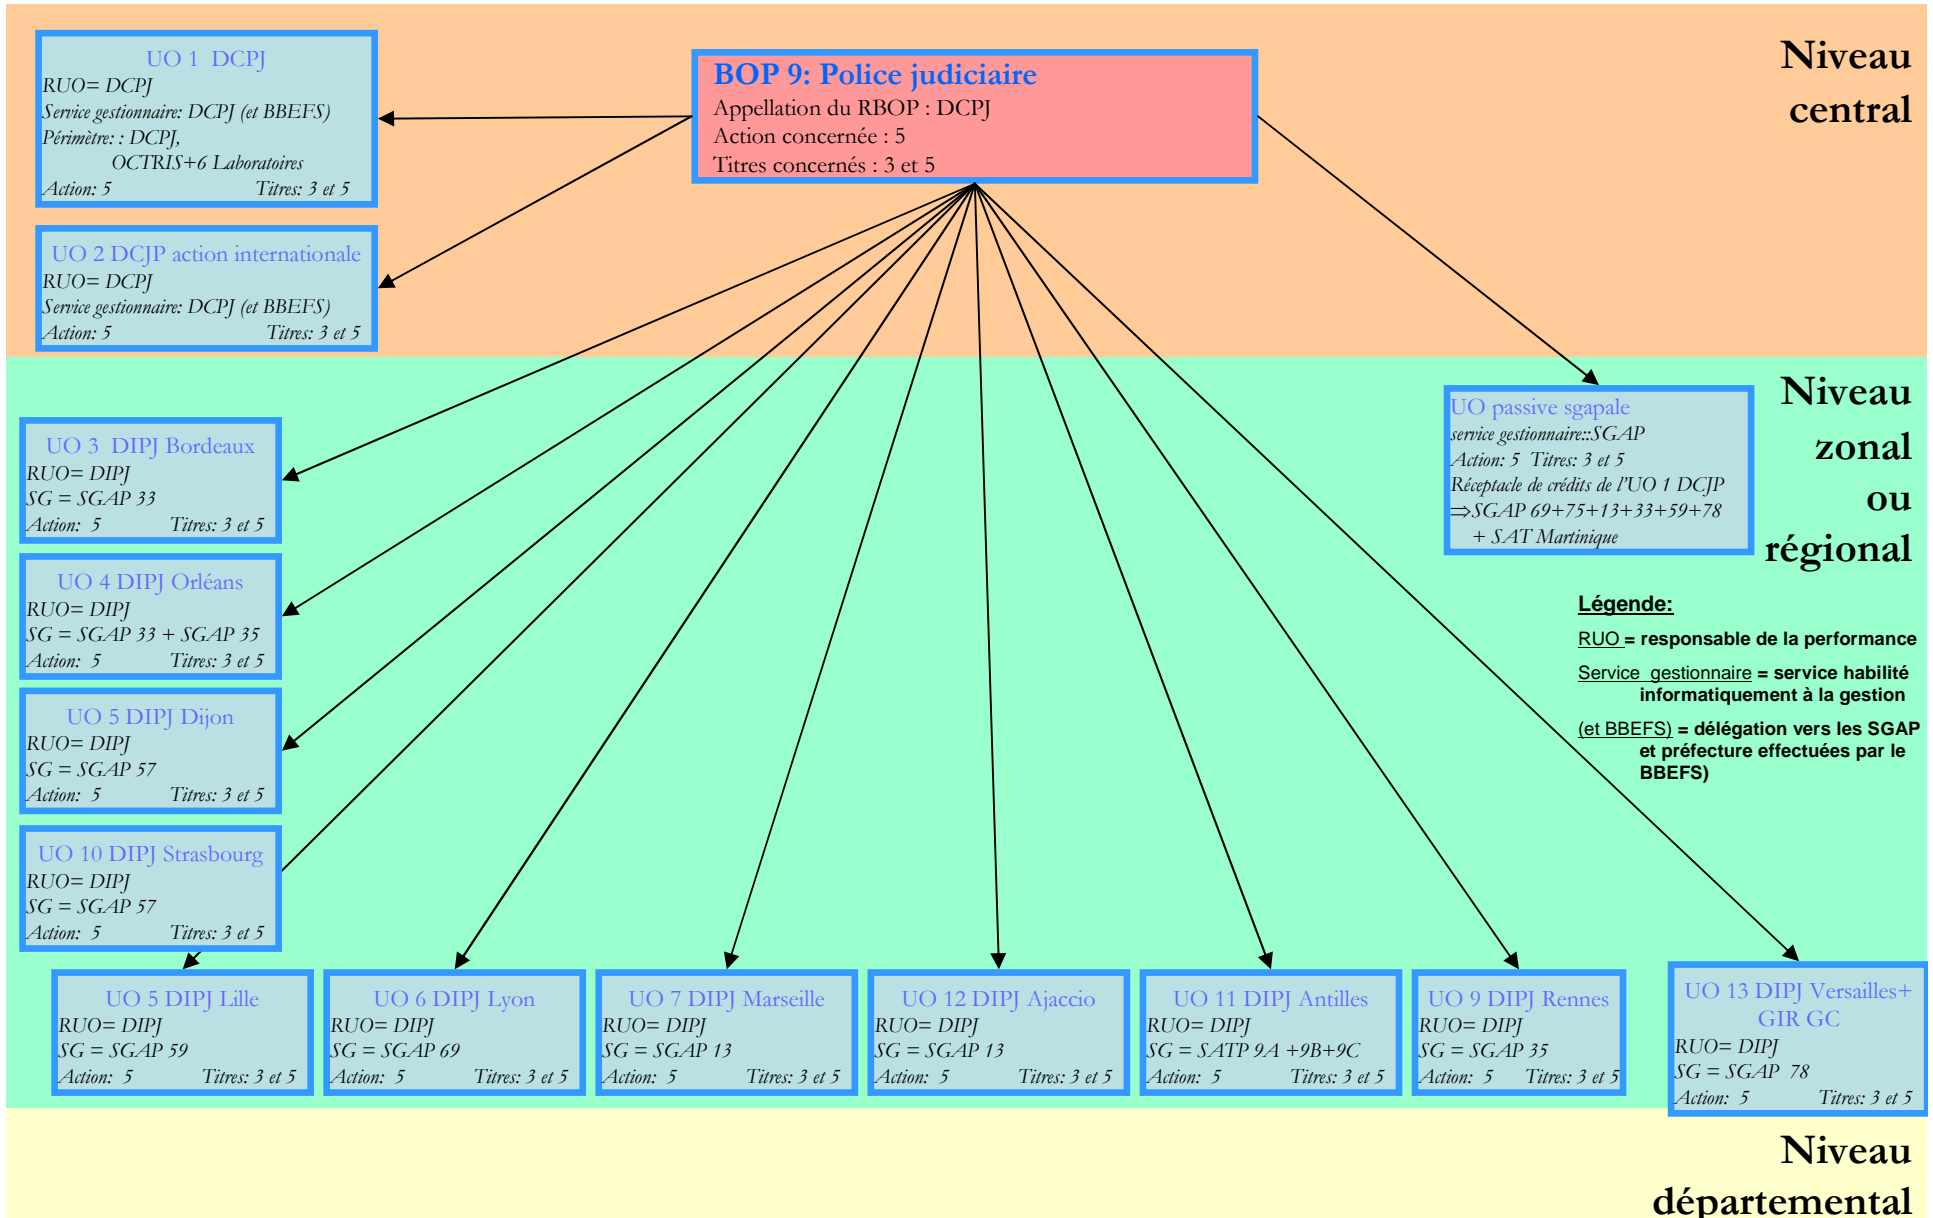 UO 1 DCPJ
RUO= DCPJ
Service gestionnaire: DCPJ (et BBEFS)
Périmètre: : DCPJ,
OCTRIS+6 Laboratoires
Action: 5 Titres: 3 et 5
BOP 9: Police judiciaire
Appellation du RBOP : DCPJ
Action concernée : 5
Titres concernés : 3 et 5
Niveau
central
UO 2 DCJP action internationale
RUO= DCPJ
Service gestionnaire: DCPJ (et BBEFS)
Action: 5 Titres: 3 et 5
Niveau
zonal
ou
régional
UO passive sgapale
service gestionnaire::SGAP
Action: 5 Titres: 3 et 5
Réceptacle de crédits de l'UO 1 DCJP
⇒SGAP 69+75+13+33+59+78
+ SAT Martinique
UO 3 DIPJ Bordeaux
RUO= DIPJ
SG = SGAP 33
Action: 5 Titres: 3 et 5
UO 4 DIPJ Orléans
RUO= DIPJ
SG = SGAP 33 + SGAP 35
Action: 5 Titres: 3 et 5
Légende:
RUO = responsable de la performance
Service gestionnaire = service habilité
informatiquement à la gestion
(et BBEFS) = délégation vers les SGAP
et préfecture effectuées par le
BBEFS)
UO 5 DIPJ Dijon
RUO= DIPJ
SG = SGAP 57
Action: 5 Titres: 3 et 5
UO 10 DIPJ Strasbourg
RUO= DIPJ
SG = SGAP 57
Action: 5 Titres: 3 et 5
UO 5 DIPJ Lille
RUO= DIPJ
SG = SGAP 59
Action: 5 Titres: 3 et 5
UO 6 DIPJ Lyon
RUO= DIPJ
SG = SGAP 69
Action: 5 Titres: 3 et 5
UO 7 DIPJ Marseille
RUO= DIPJ
SG = SGAP 13
Action: 5 Titres: 3 et 5
UO 12 DIPJ Ajaccio
RUO= DIPJ
SG = SGAP 13
Action: 5 Titres: 3 et 5
UO 11 DIPJ Antilles
RUO= DIPJ
SG = SATP 9A +9B+9C
Action: 5 Titres: 3 et 5
UO 9 DIPJ Rennes
RUO= DIPJ
SG = SGAP 35
Action: 5 Titres: 3 et 5
UO 13 DIPJ Versailles+
GIR GC
RUO= DIPJ
SG = SGAP 78
Action: 5 Titres: 3 et 5
Niveau
départemental